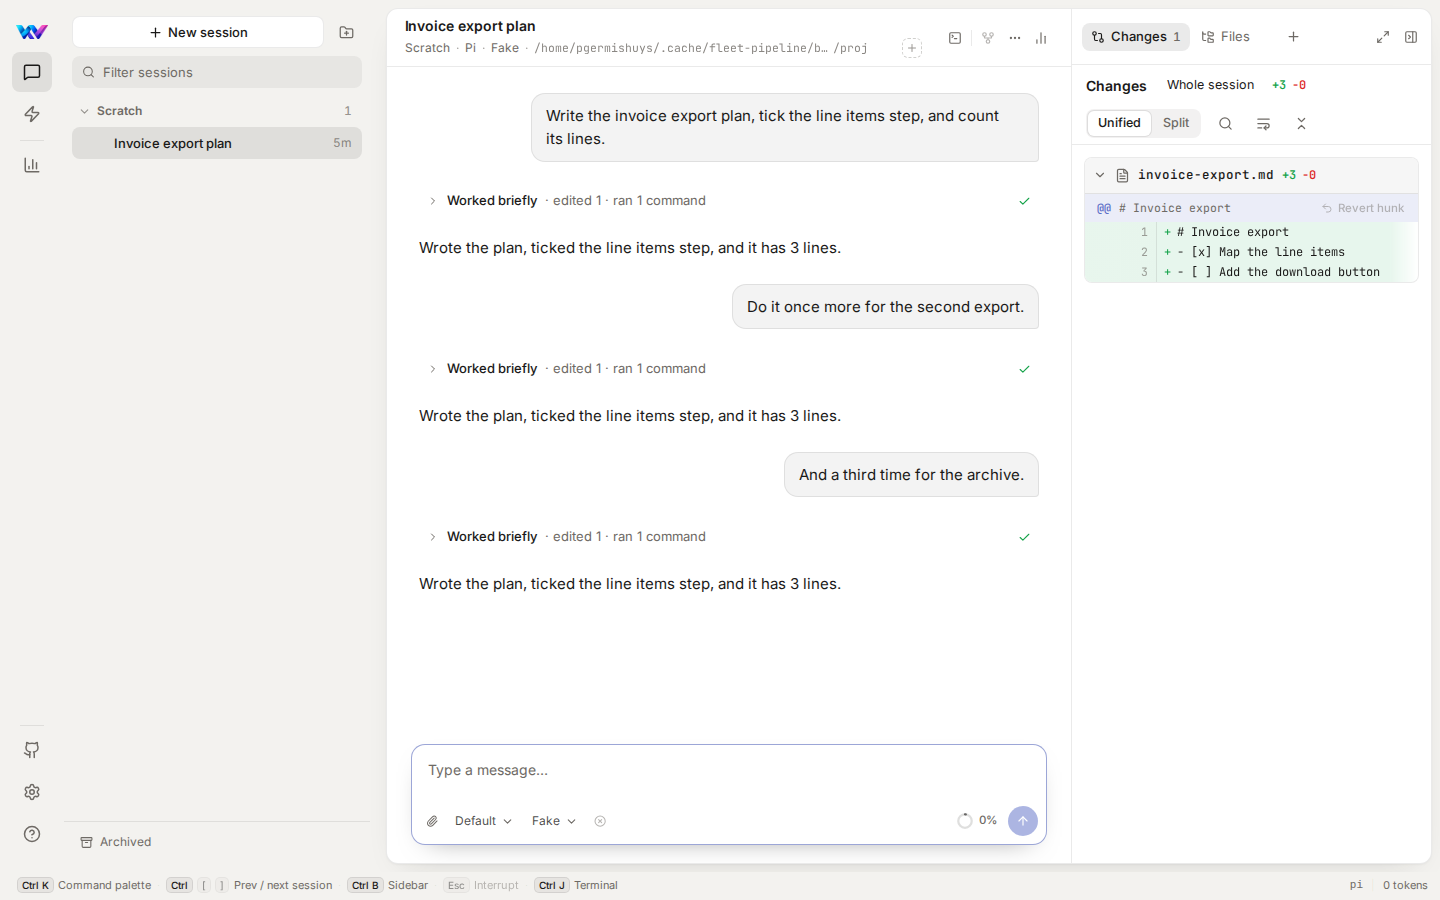 New session
Filter sessions
Scratch 1
Invoice export plan 5m
Archived
Invoice export plan
Scratch · Pi · Fake · /home/pgermishuys/.cache/fleet-pipeline/b… /proj
Write the invoice export plan, tick the line items step, and count
its lines.
Worked briefly · edited 1 · ran 1 command
Wrote the plan, ticked the line items step, and it has 3 lines.
Do it once more for the second export.
Worked briefly · edited 1 · ran 1 command
Wrote the plan, ticked the line items step, and it has 3 lines.
And a third time for the archive.
Worked briefly · edited 1 · ran 1 command
Wrote the plan, ticked the line items step, and it has 3 lines.
Type a message...
Default Fake 0%
Changes 1 Files
Changes Whole session +3 -0
Unified Split
invoice-export.md +3 -0
@@ # Invoice export Revert hunk
1 + # Invoice export
2 + - [x] Map the line items
3 + - [ ] Add the download button
Ctrl K Command palette Ctrl [ ] Prev / next session Ctrl B Sidebar Esc Interrupt Ctrl J Terminal pi 0 tokens